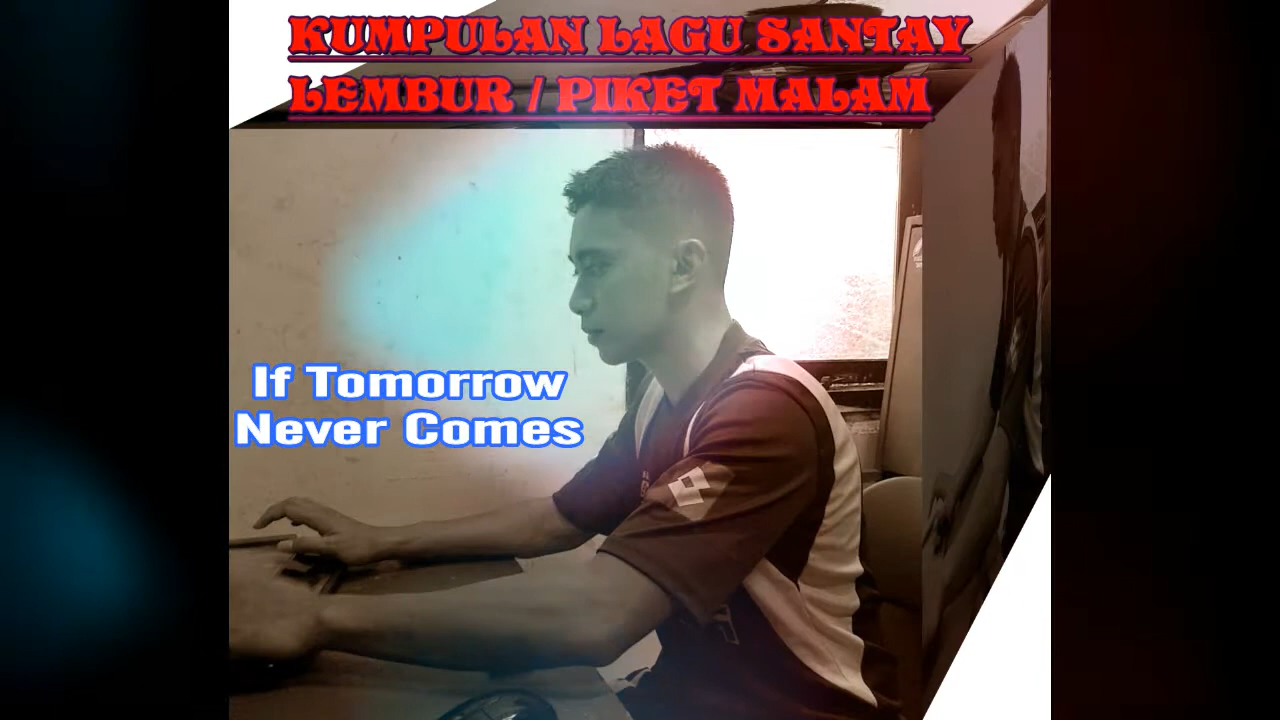 KUMPULAN LAGU SANTAY
LEMBUR / PIKET MALAM
If Tomorrow
Never Comes